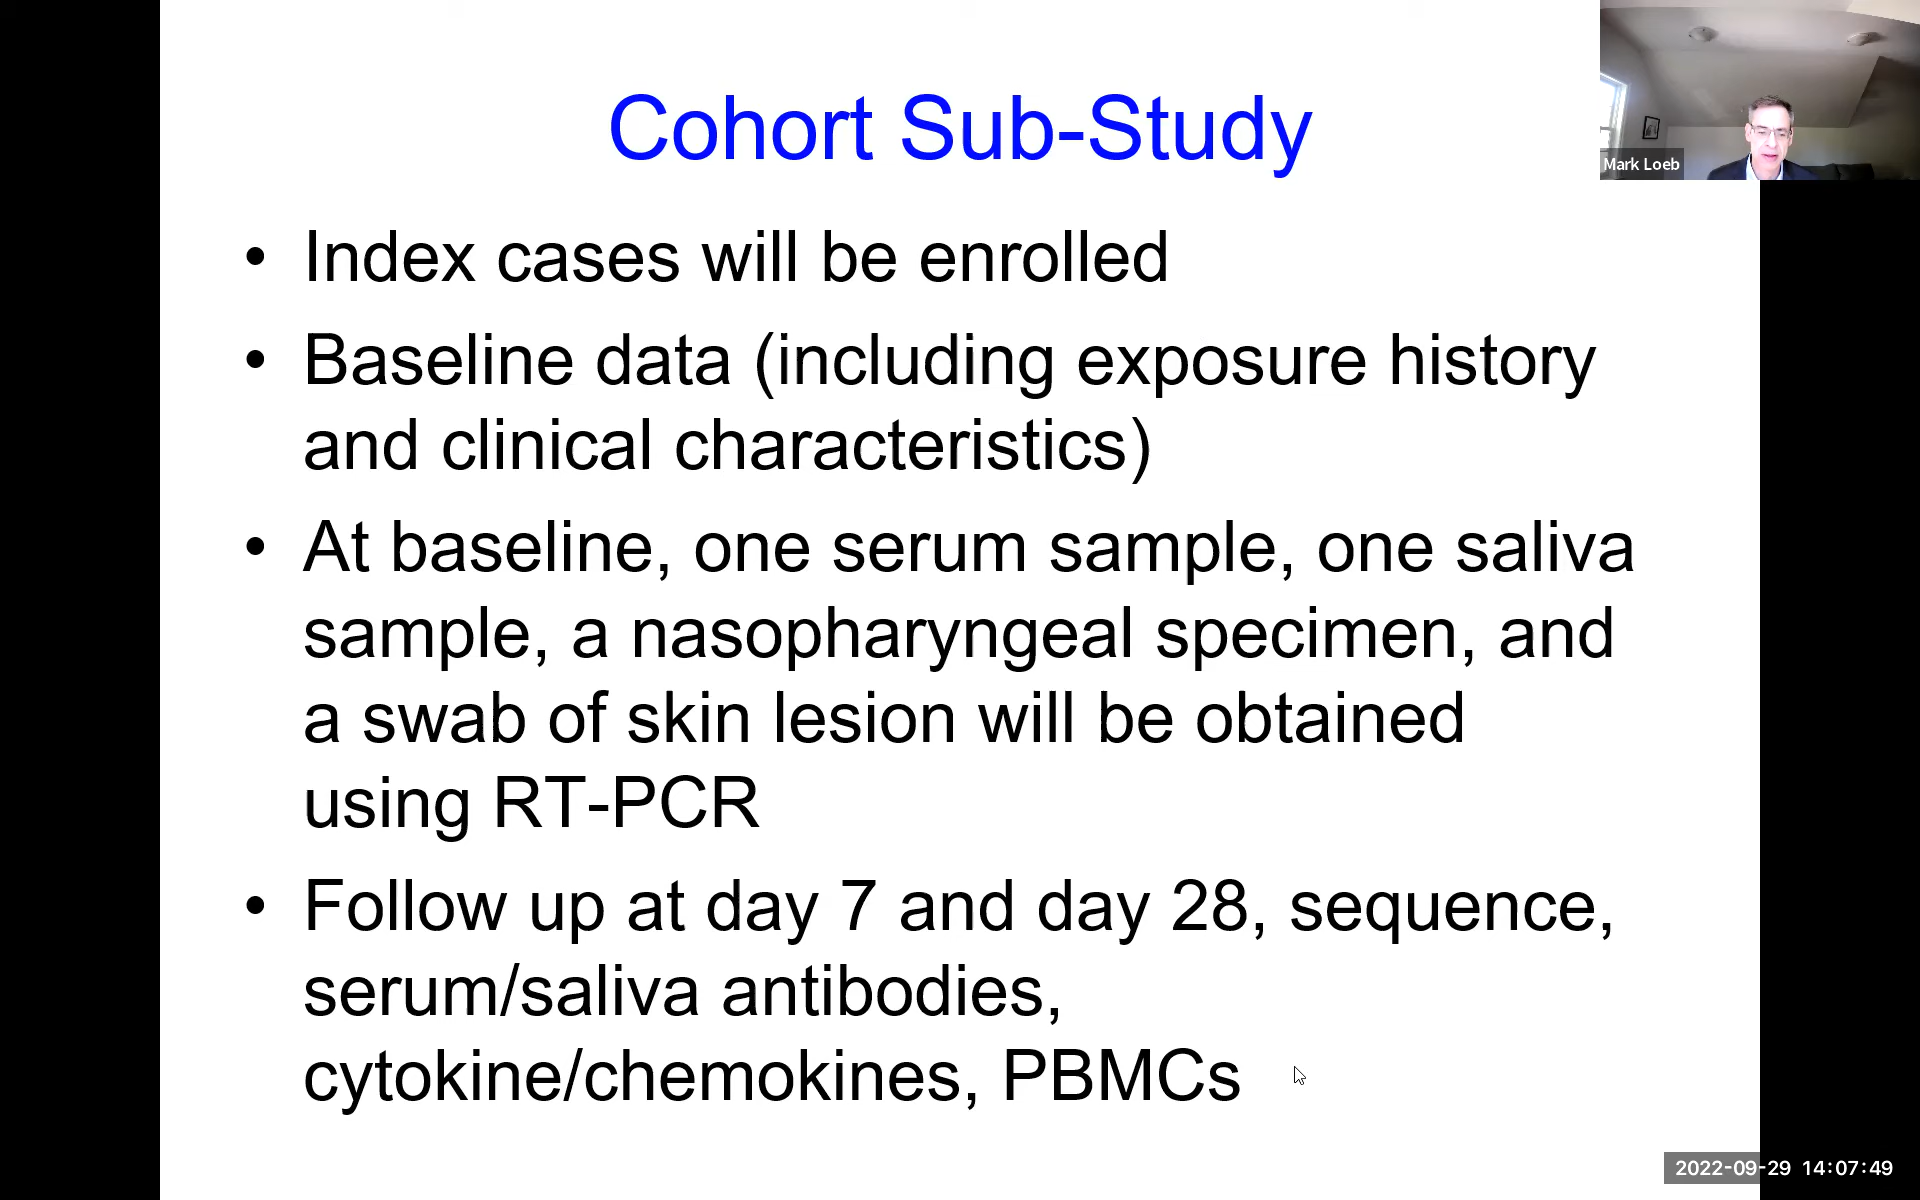 Cohort Sub-Study
Mark Loeb
• Index cases will be enrolled
• Baseline data (including exposure history
and clinical characteristics)
• At baseline, one serum sample, one saliva
sample, a nasopharyngeal specimen, and
a swab of skin lesion will be obtained
using RT-PCR
• Follow up at day 7 and day 28, sequence,
serum/saliva antibodies,
cytokine/chemokines, PBMCs
2022-09-29 14:07:49